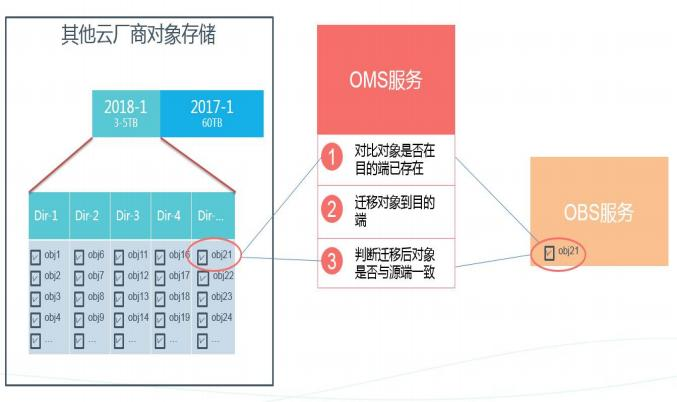 其他云厂商对象存储
2018-1
3-5TB
2017-1
60TB
Dir-1 Dir-2 Dir-3 Dir-4 Dir-...
obj1 obj6 obj11 obj16 obj21
obj2 obj7 obj12 obj17 obj22
obj3 obj8 obj13 obj18 obj23
obj4 obj9 obj14 obj19 obj24
... ... ... ... ...
OMS服务
1 对比对象是否在
目的端已存在
2 迁移对象到目的
端
3 判断迁移后对象
是否与源端一致
OBS服务
obj21